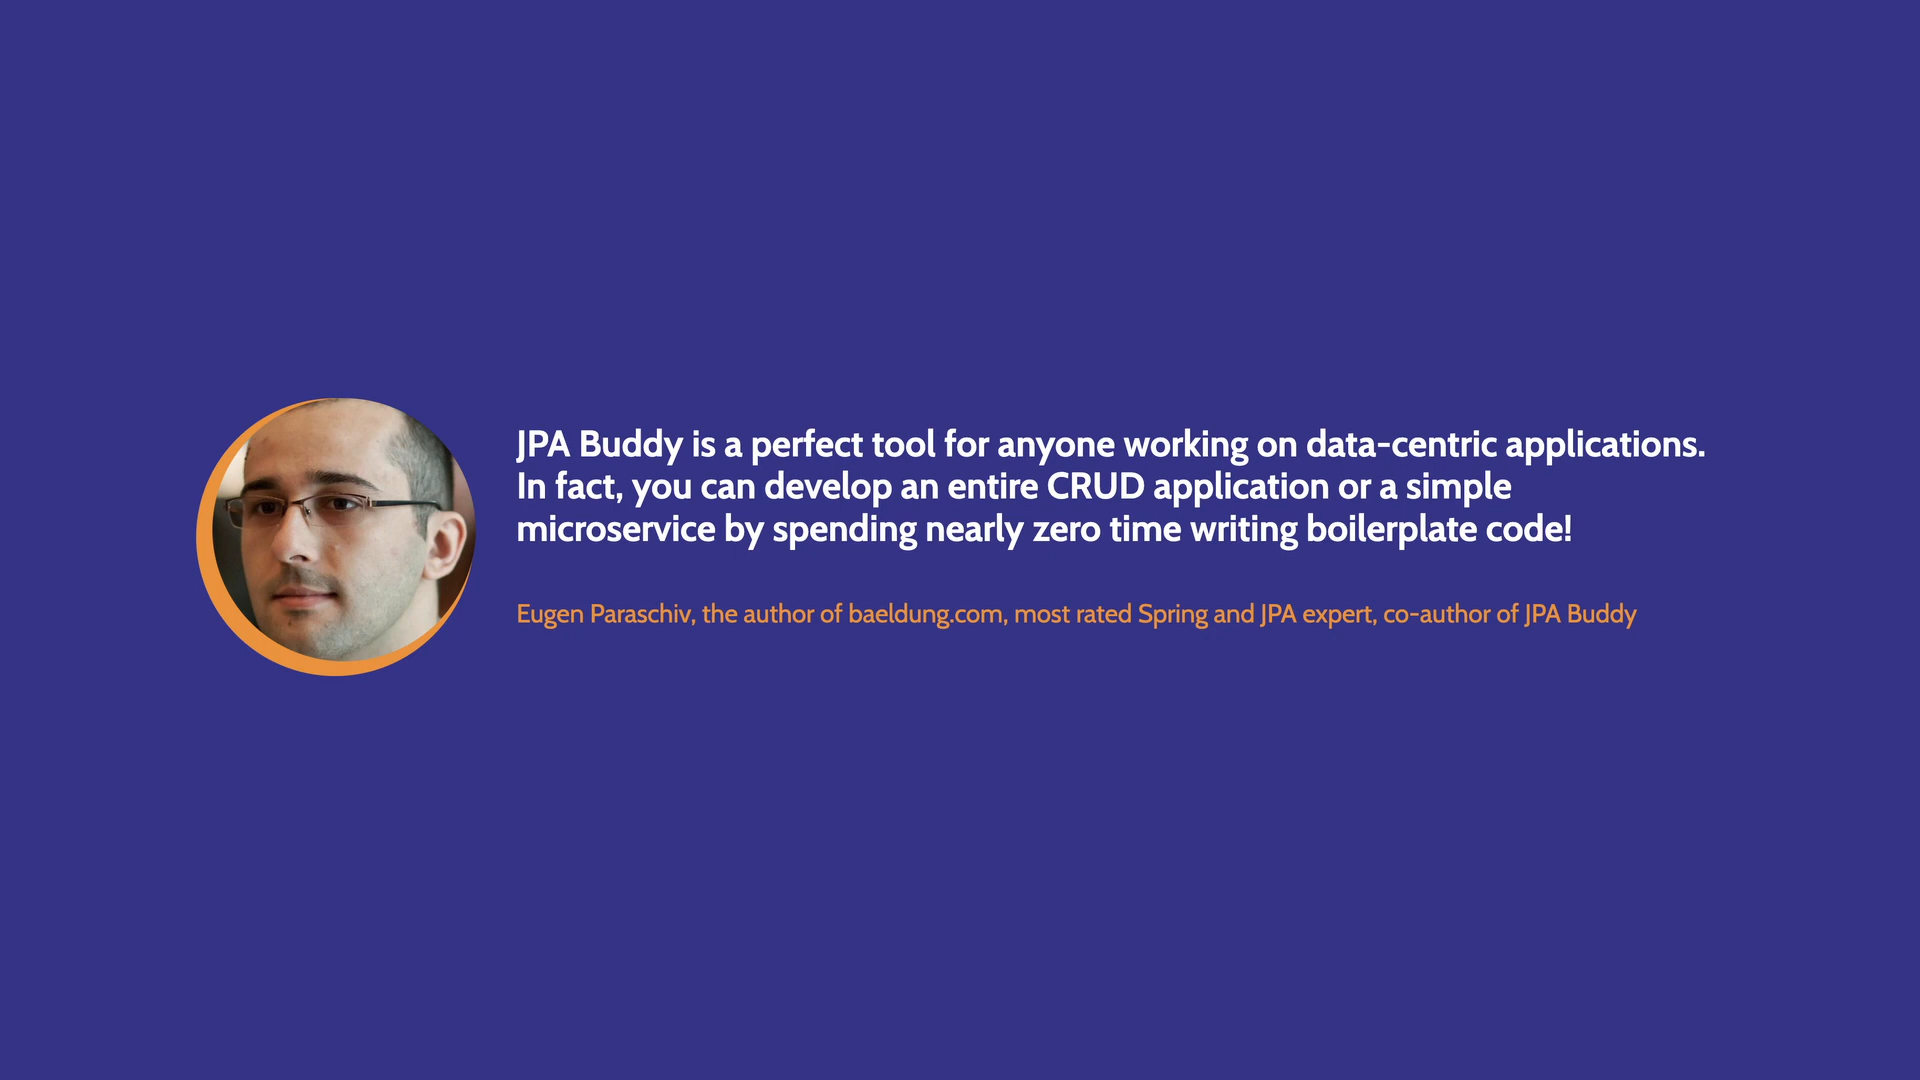 JPA Buddy is a perfect tool for anyone working on data-centric applications.
In fact, you can develop an entire CRUD application or a simple
microservice by spending nearly zero time writing boilerplate code!
Eugen Paraschiv, the author of baeldung.com, most rated Spring and JPA expert, co-author of JPA Buddy